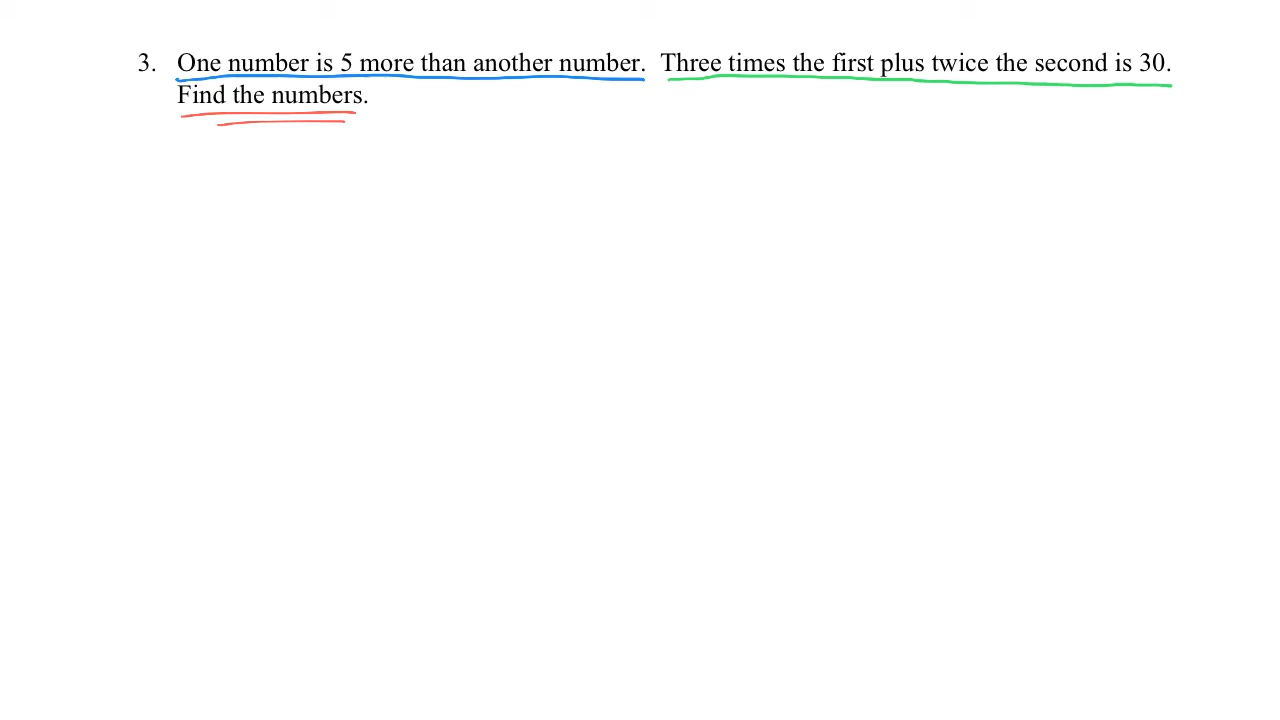 3. One number is 5 more than another number. Three times the first plus twice the second is 30.
Find the numbers.